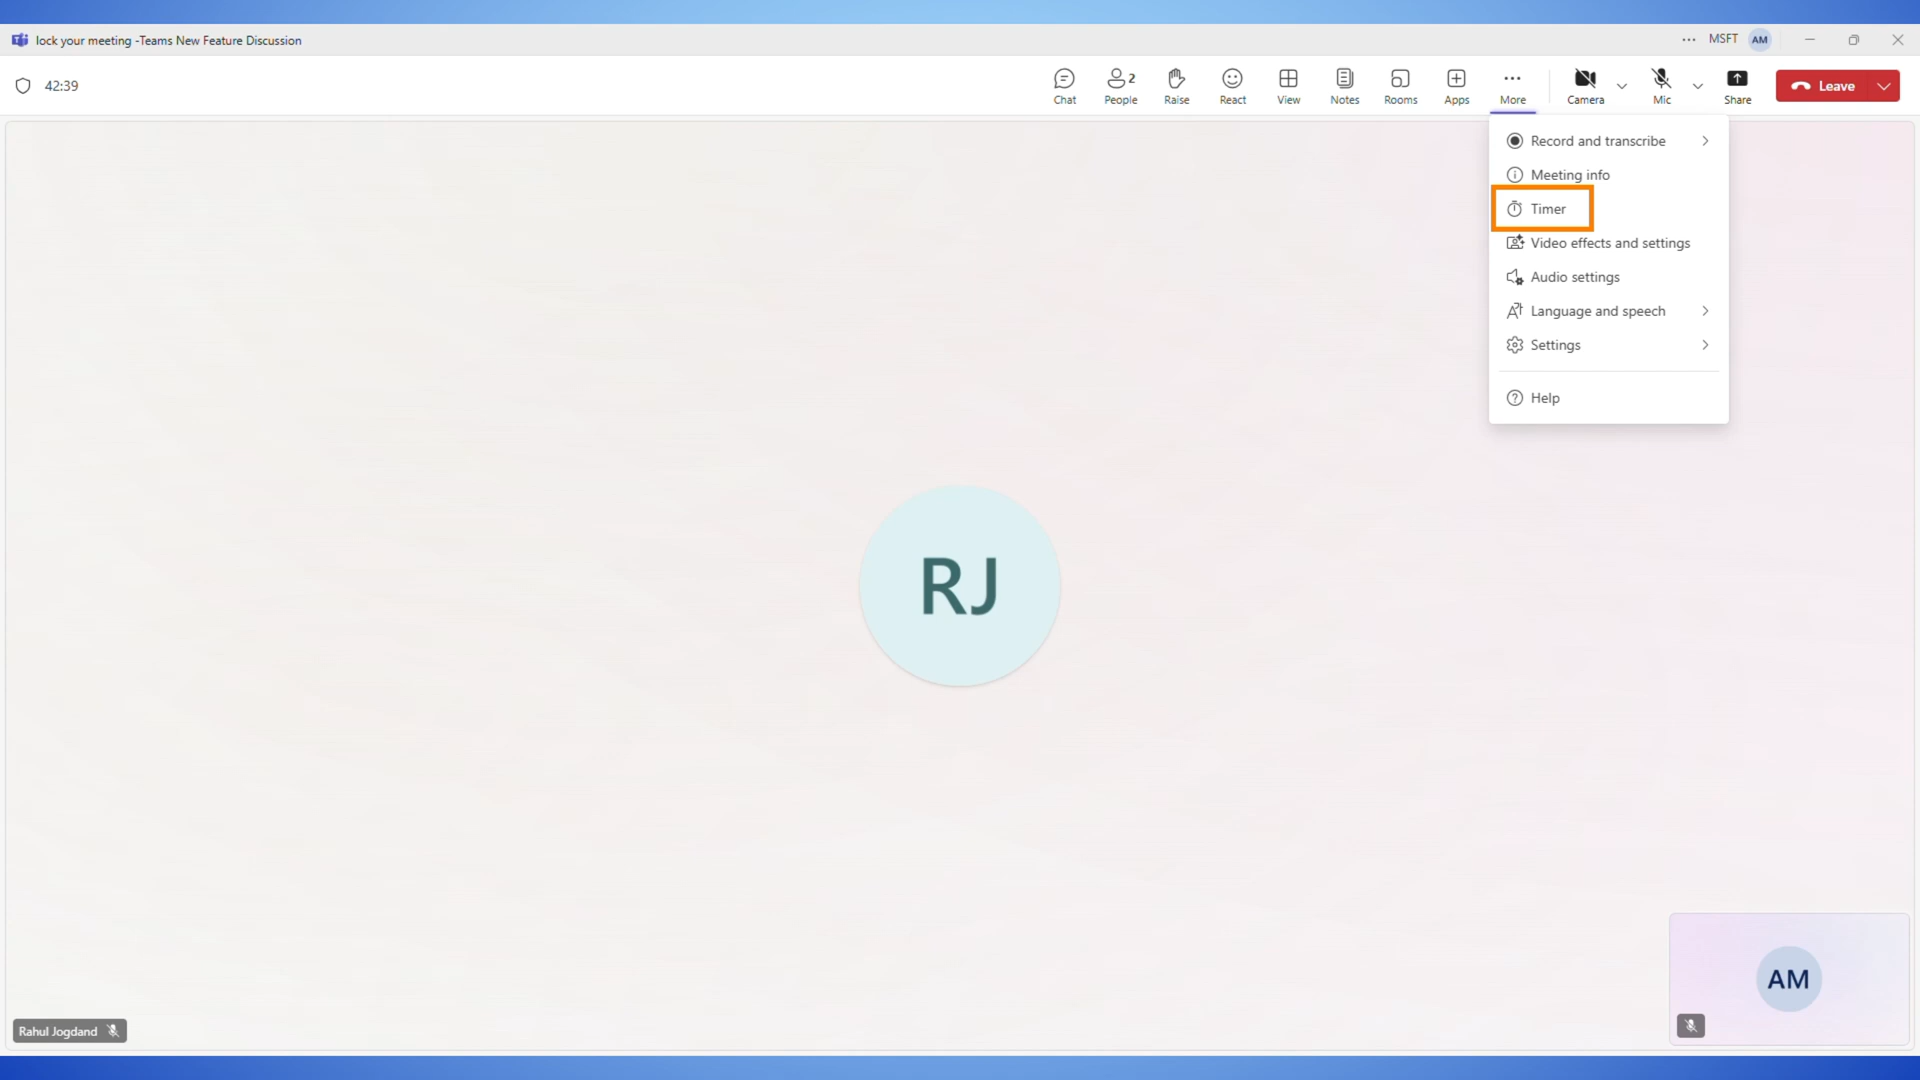 lock your meeting -Teams New Feature Discussion
MSFT AM
42:39
Chat
People 2
Raise
React
View
Notes
Rooms
Apps
More
Camera
Mic
Share
Leave
Record and transcribe
Meeting info
Timer
Video effects and settings
Audio settings
Language and speech
Settings
Help
RJ
AM
Rahul Jogdand